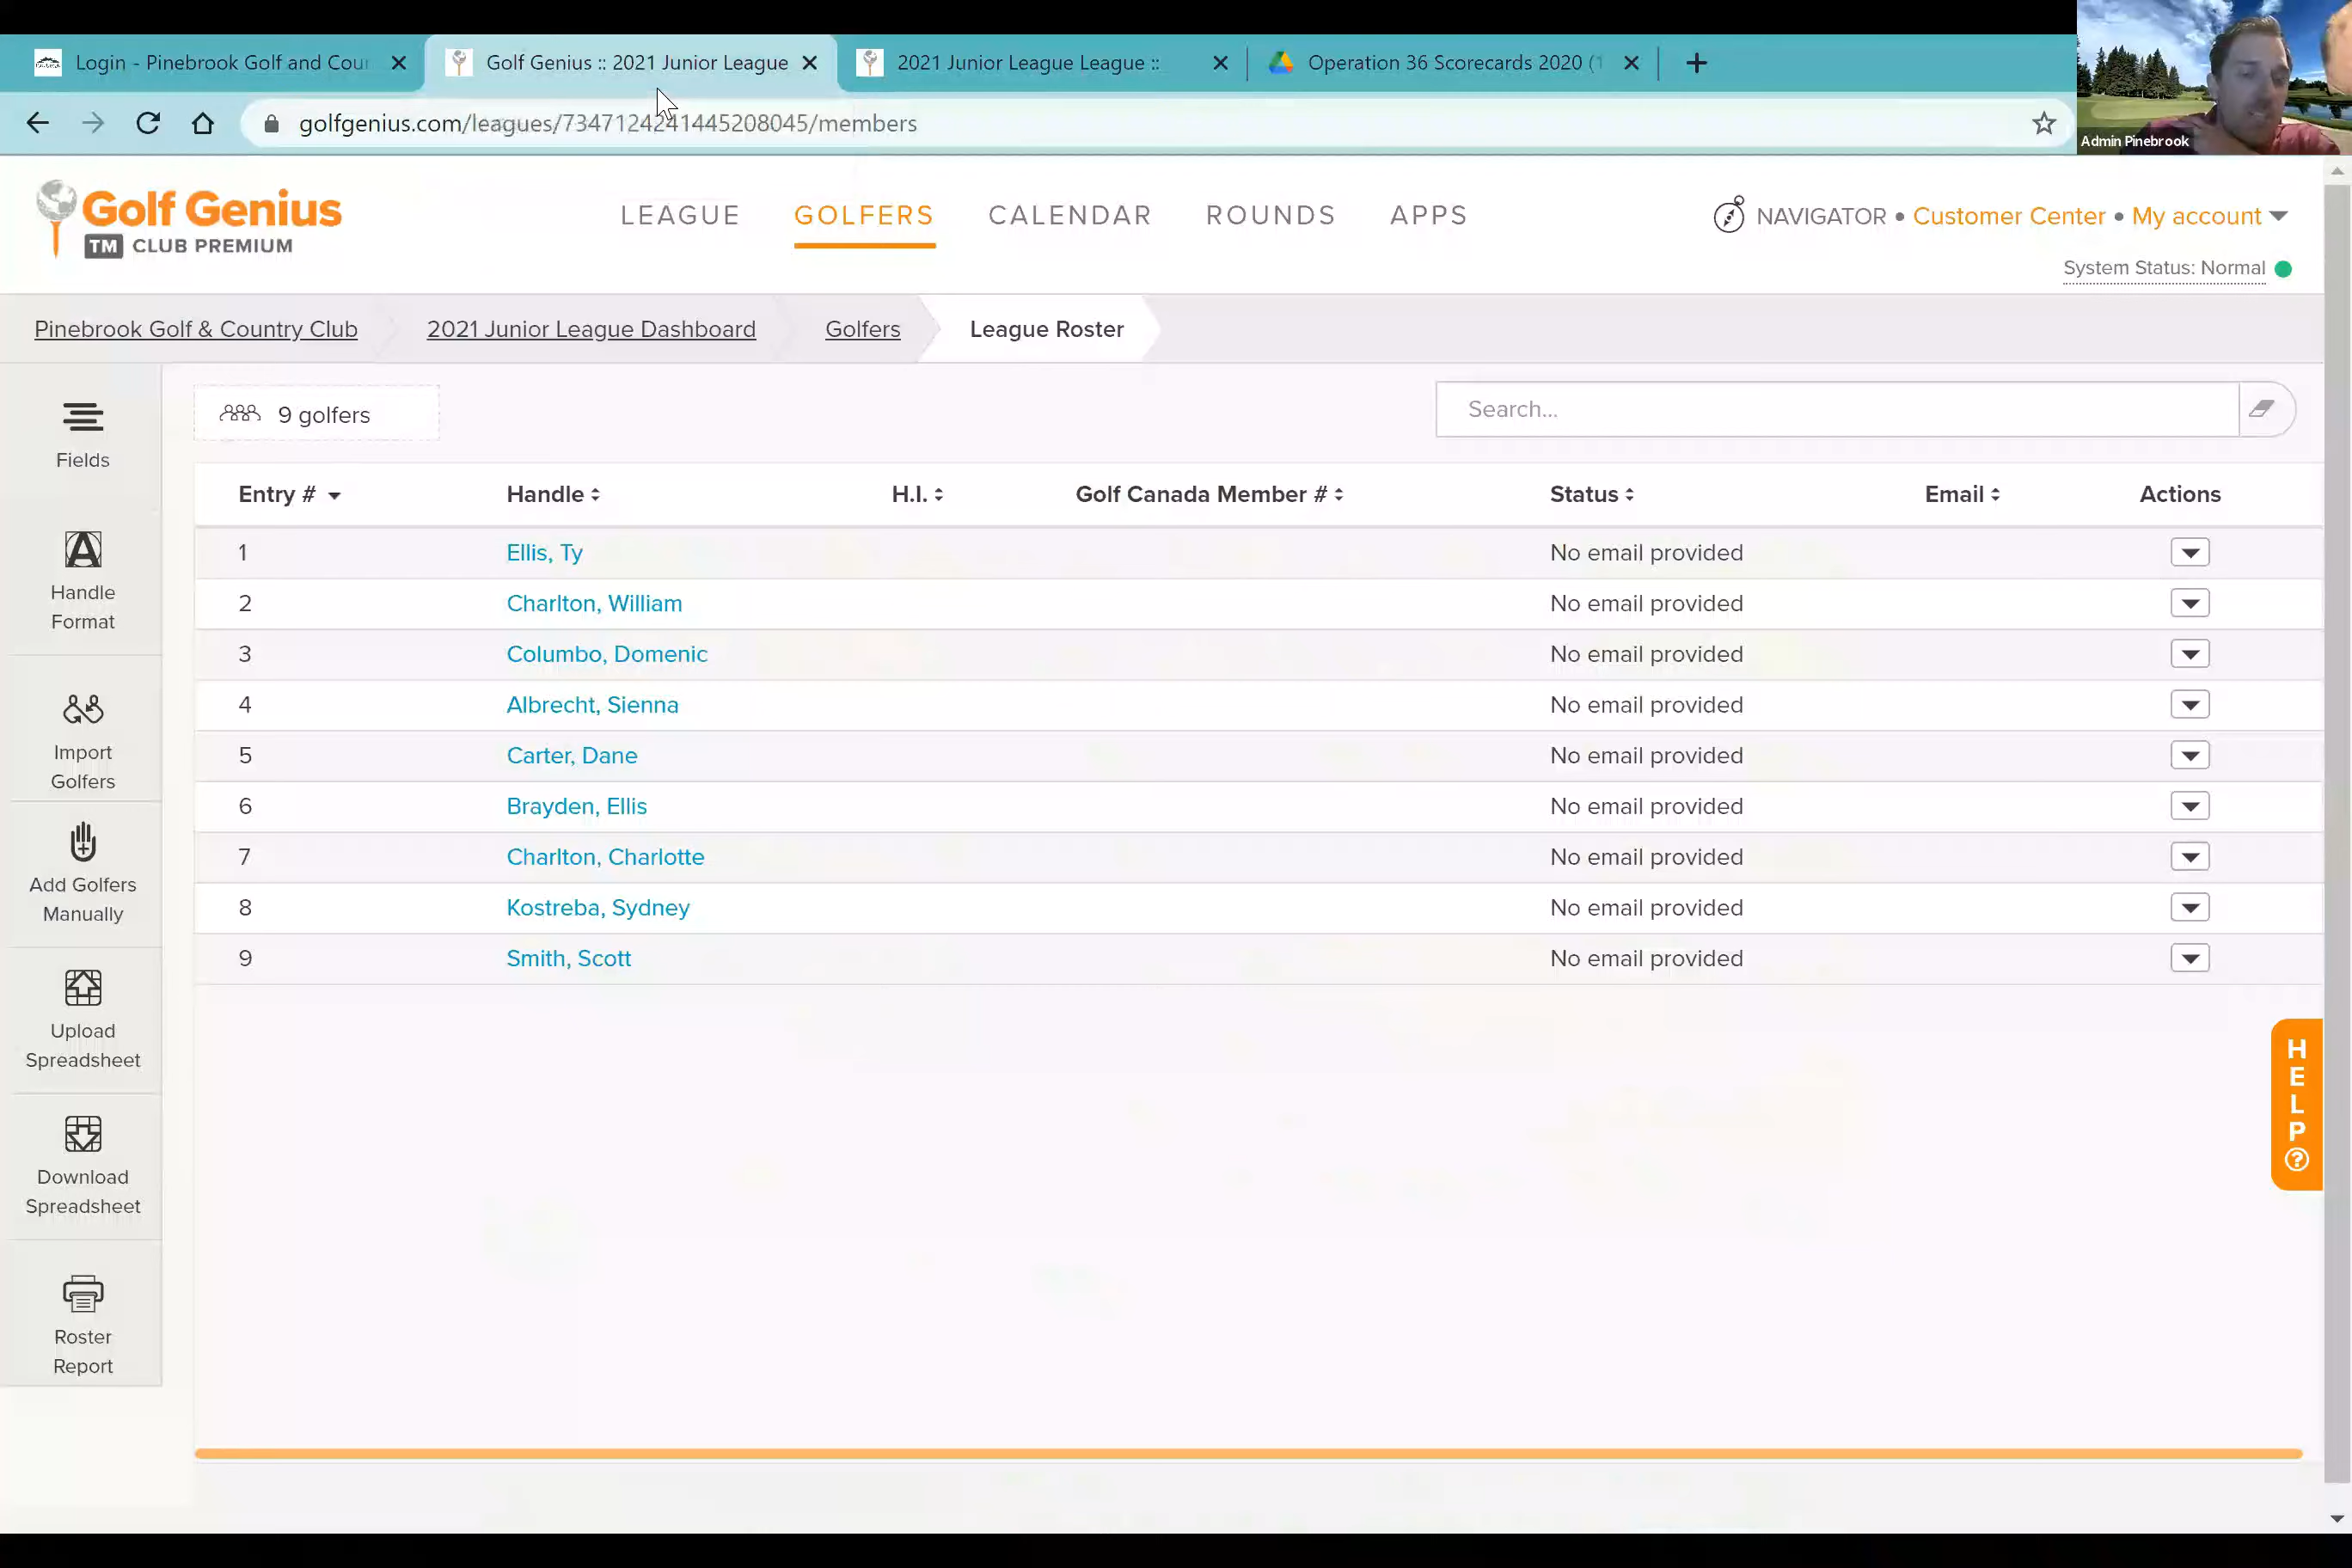 Login - Pinebrook Golf and Cour
Golf Genius :: 2021 Junior League
2021 Junior League League ::
Operation 36 Scorecards 2020 (1
golfgenius.com/leagues/7347124241445208045/members
Admin Pinebrook
Golf Genius
TM CLUB PREMIUM
LEAGUE GOLFERS CALENDAR ROUNDS APPS
NAVIGATOR • Customer Center • My account
System Status: Normal
Pinebrook Golf & Country Club 2021 Junior League Dashboard Golfers League Roster
9 golfers
Search...
Fields
Handle
Format
Import
Golfers
Add Golfers
Manually
Upload
Spreadsheet
Download
Spreadsheet
Roster
Report
Entry # Handle H.I. Golf Canada Member # Status Email Actions
1 Ellis, Ty No email provided
2 Charlton, William No email provided
3 Columbo, Domenic No email provided
4 Albrecht, Sienna No email provided
5 Carter, Dane No email provided
6 Brayden, Ellis No email provided
7 Charlton, Charlotte No email provided
8 Kostreba, Sydney No email provided
9 Smith, Scott No email provided
HELP?